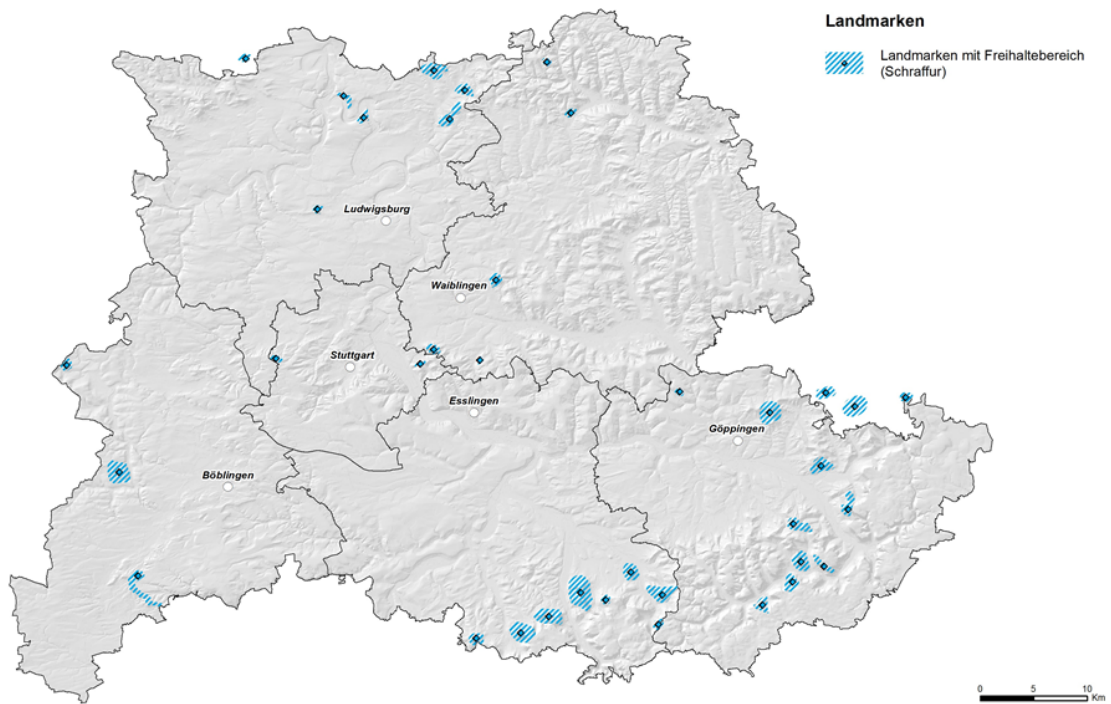 Landmarken
Landmarken mit Freihaltebereich
(Schraffur)
Ludwigsburg
Waiblingen
Stuttgart
Esslingen
Göppingen
Böblingen
0 5 10
Km